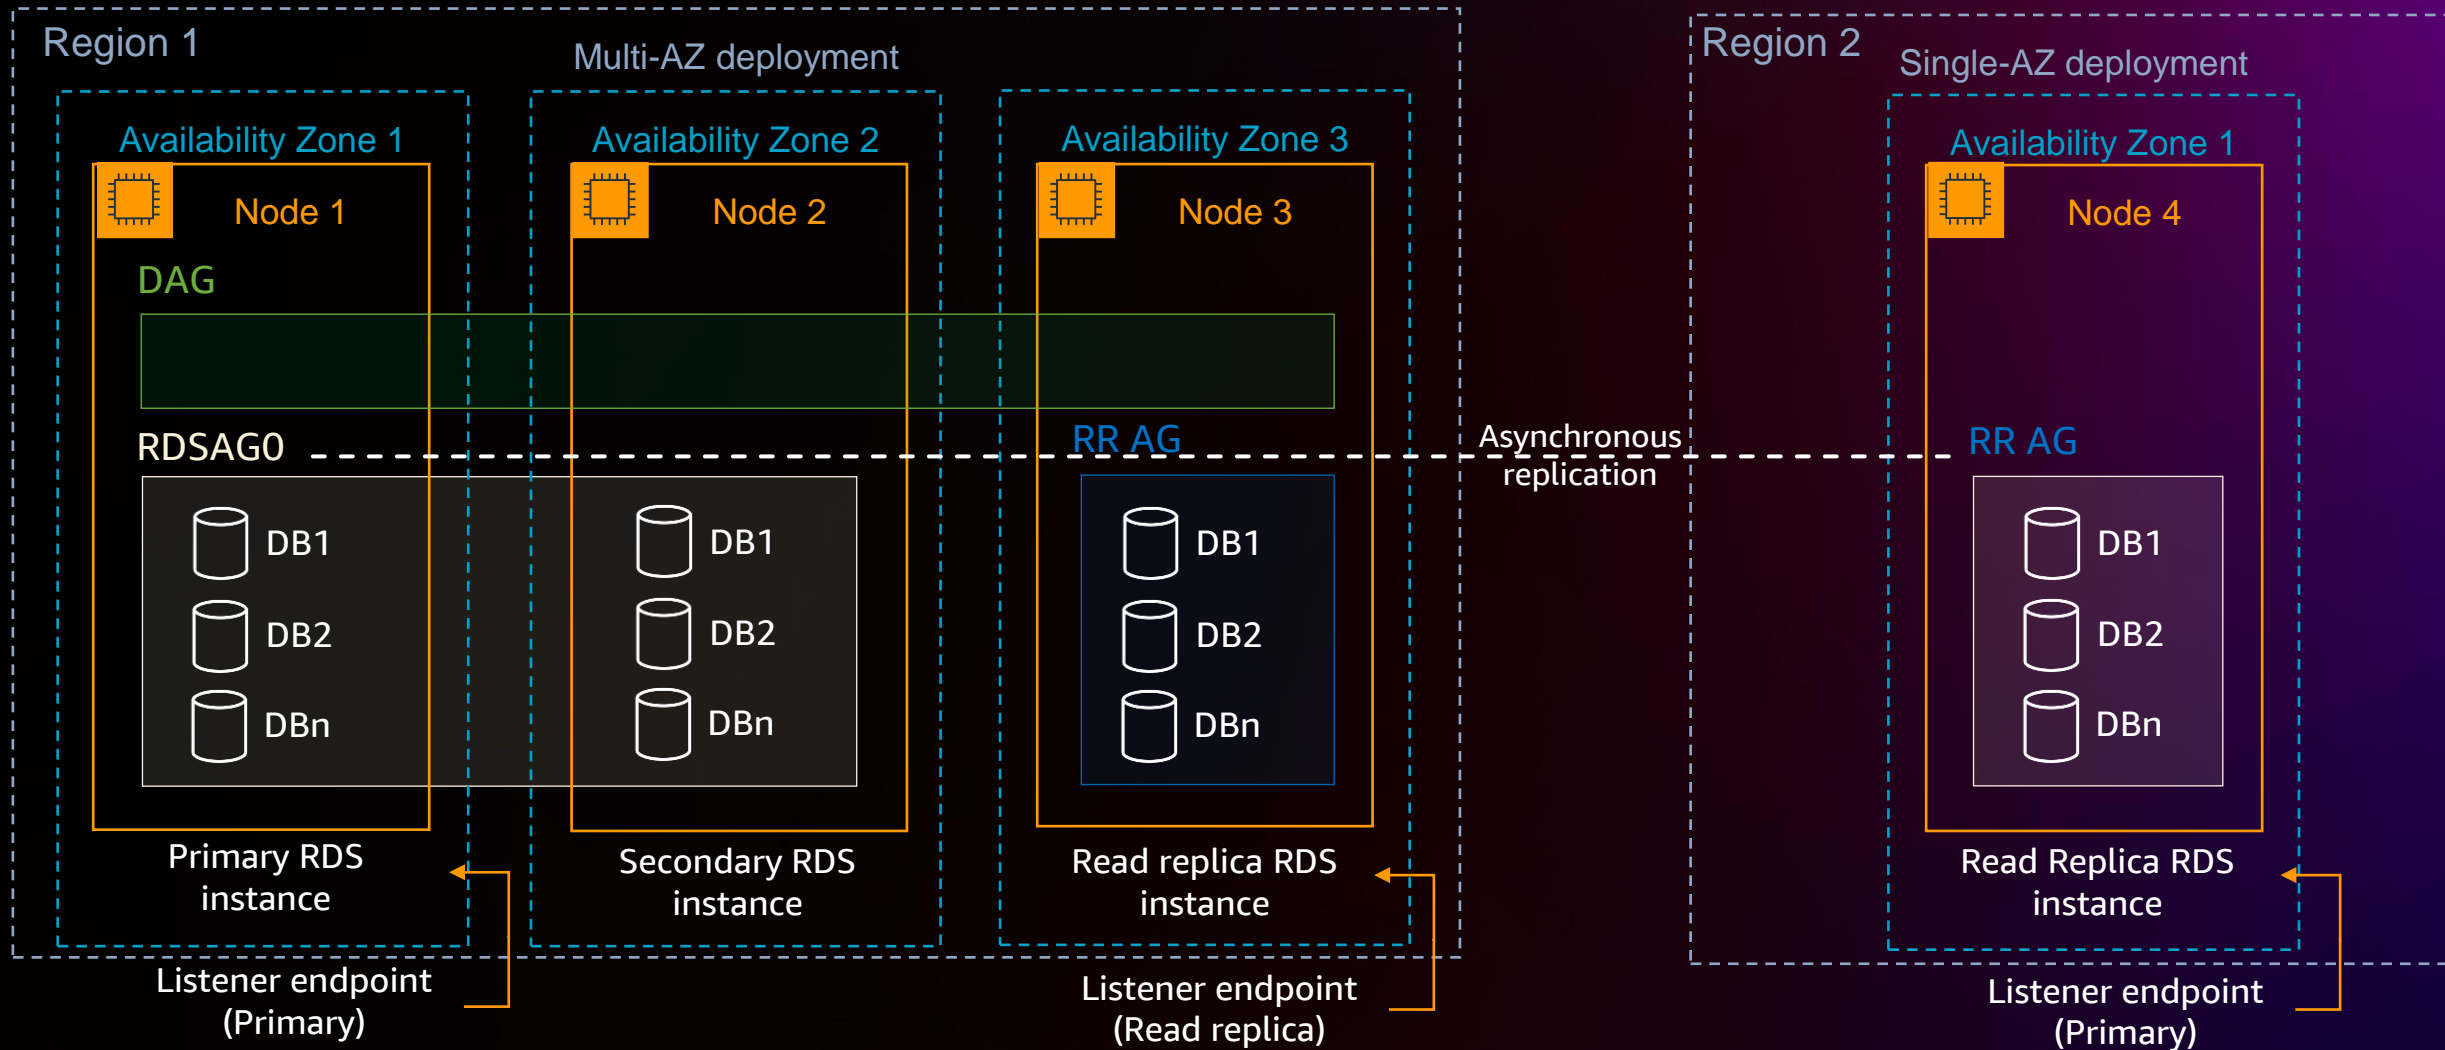 Region 1
Multi-AZ deployment
Availability Zone 1
Node 1
DAG
RDSAG0
DB1
DB2
DBn
Primary RDS
instance
Listener endpoint
(Primary)
Availability Zone 2
Node 2
DB1
DB2
DBn
Secondary RDS
instance
Availability Zone 3
Node 3
RR AG
DB1
DB2
DBn
Read replica RDS
instance
Listener endpoint
(Read replica)
Asynchronous
replication
Region 2
Single-AZ deployment
Availability Zone 1
Node 4
RR AG
DB1
DB2
DBn
Read Replica RDS
instance
Listener endpoint
(Primary)